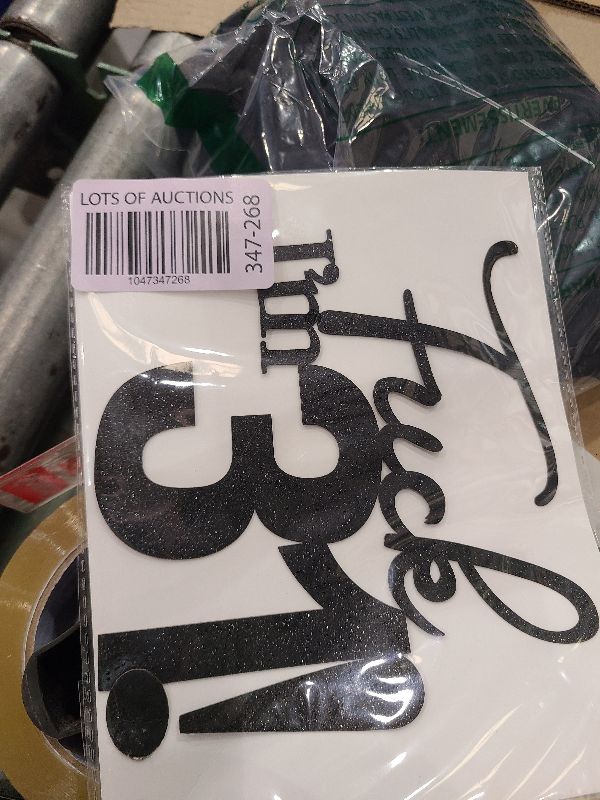 LOTS OF AUCTIONS
1047347268
347-268
Fuck
I'm
31!